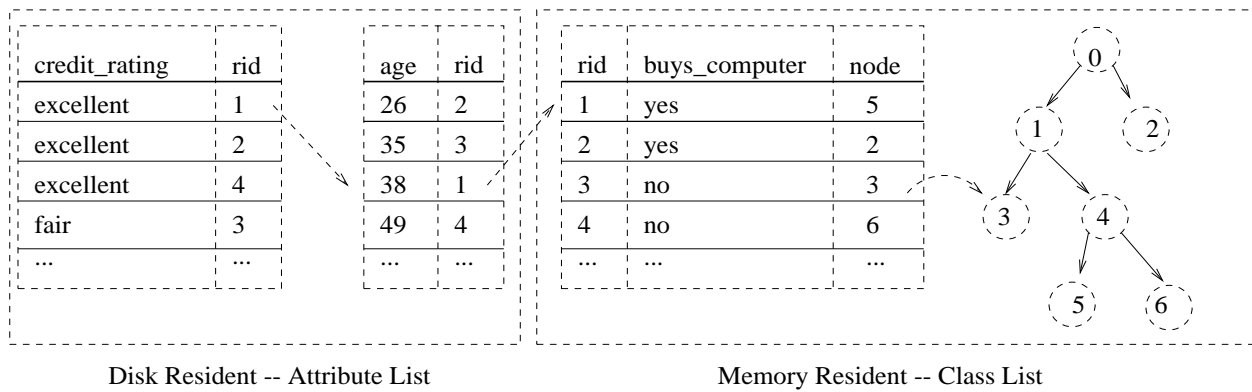 credit_rating rid
excellent 1
excellent 2
excellent 4
fair 3
... ...
age rid
26 2
35 3
38 1
49 4
... ...
rid buys_computer node
1 yes 5
2 yes 2
3 no 3
4 no 6
... ... ...
0
1 2
3 4
5 6
Disk Resident -- Attribute List
Memory Resident -- Class List